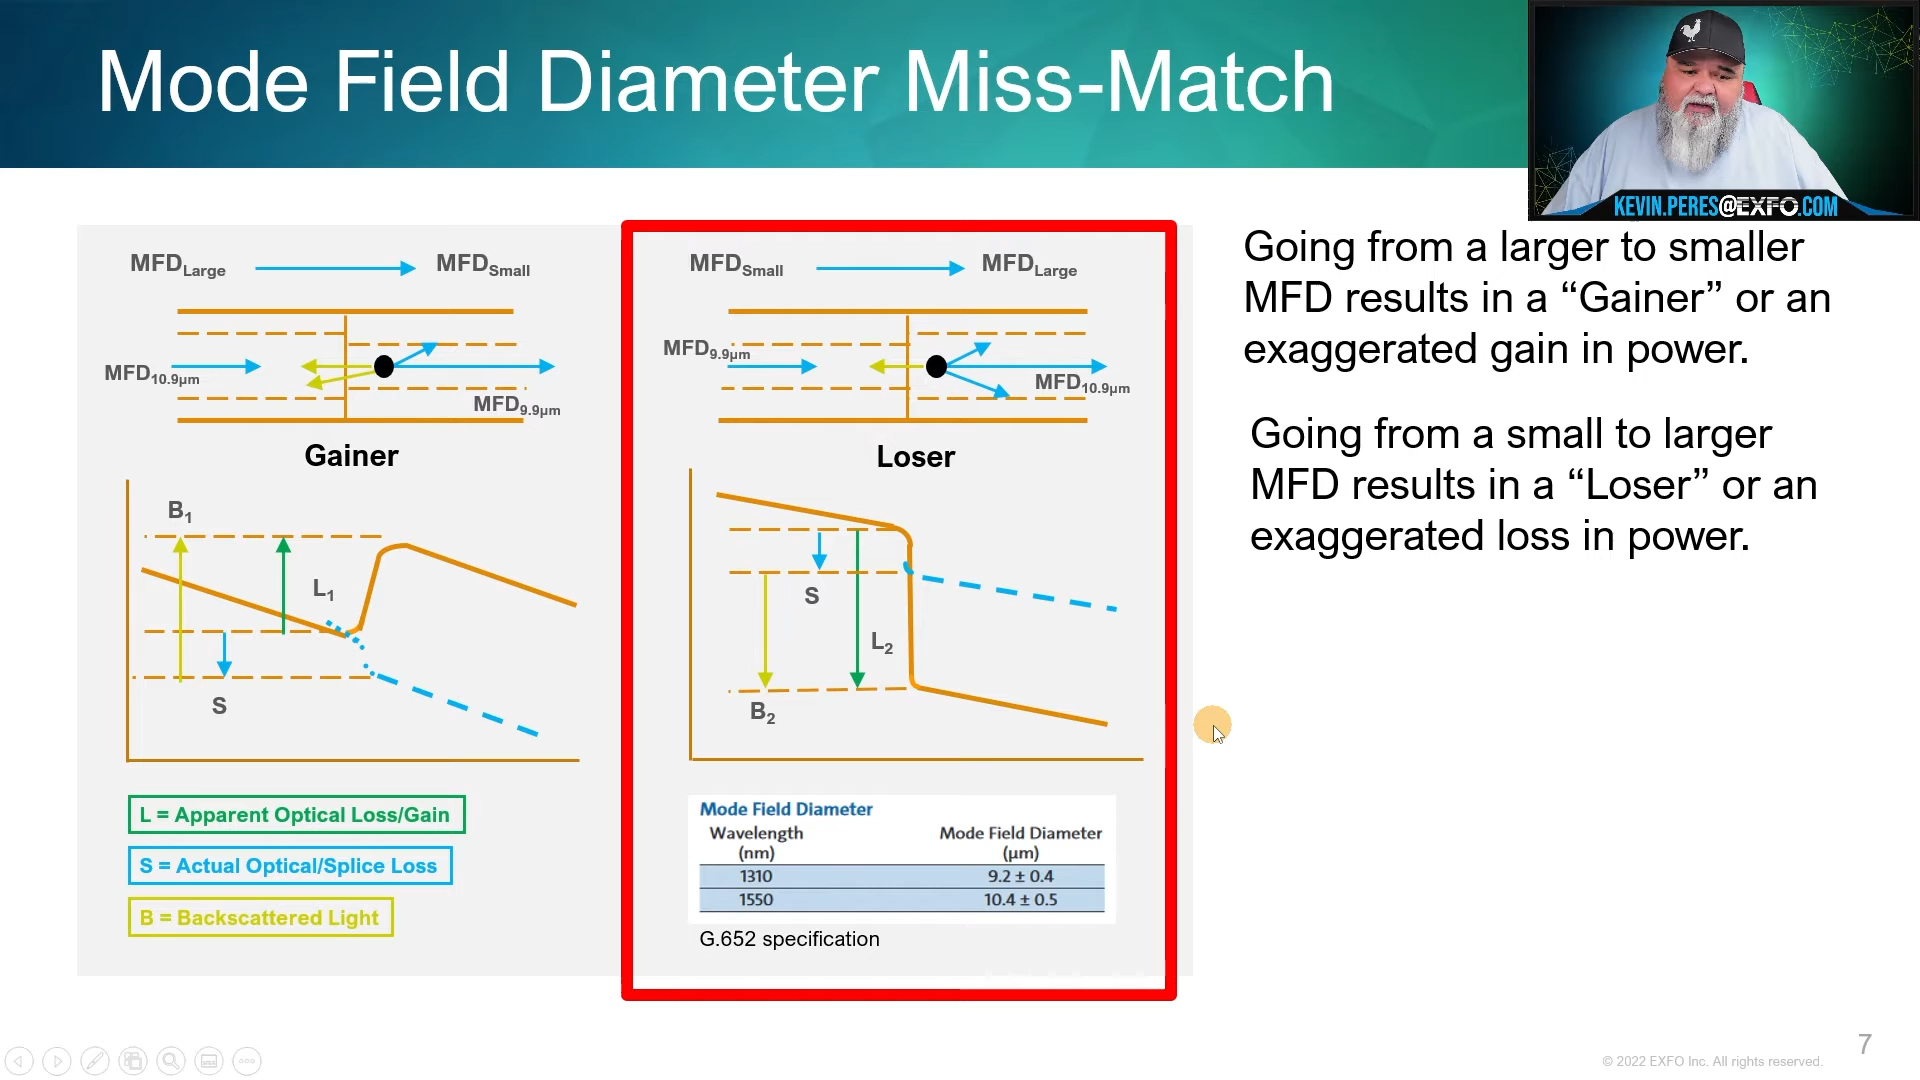 Mode Field Diameter Miss-Match
KEVIN.PERES@EXFO.COM
MFDLarge
MFDSmall
MFD10.9µm
MFD9.9µm
Gainer
B1
L1
S
L = Apparent Optical Loss/Gain
S = Actual Optical/Splice Loss
B = Backscattered Light
MFDSmall
MFDLarge
MFD9.9µm
MFD10.9µm
Loser
S
L2
B2
Mode Field Diameter
Wavelength Mode Field Diameter
(nm) (µm)
1310 9.2 ± 0.4
1550 10.4 ± 0.5
G.652 specification
Going from a larger to smaller
MFD results in a “Gainer” or an
exaggerated gain in power.
Going from a small to larger
MFD results in a “Loser” or an
exaggerated loss in power.
7
© 2022 EXFO Inc. All rights reserved.